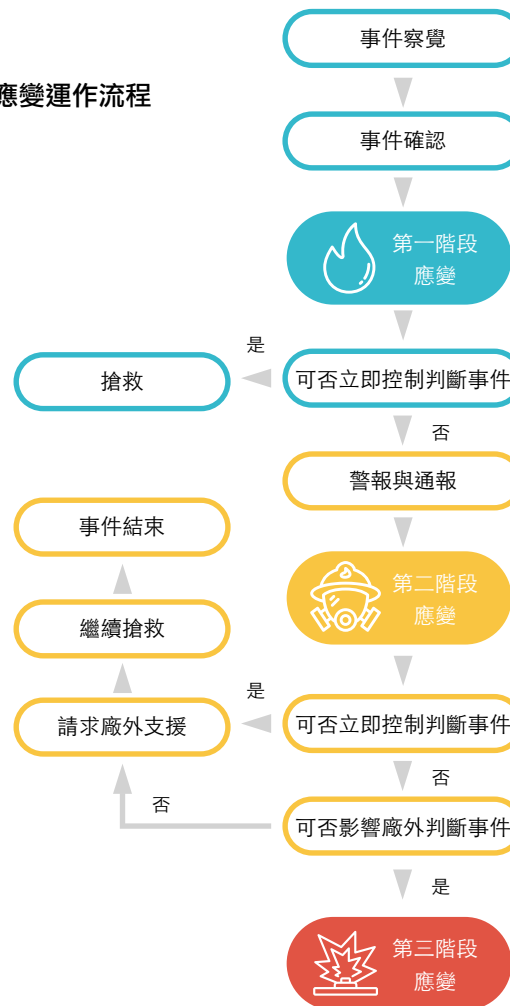 事件察覺
應變運作流程
事件確認
第一階段
應變
是
搶救
可否立即控制判斷事件
否
警報與通報
事件結束
第二階段
應變
繼續搶救
是
請求廠外支援
可否立即控制判斷事件
否
否
可否影響廠外判斷事件
是
第三階段
應變